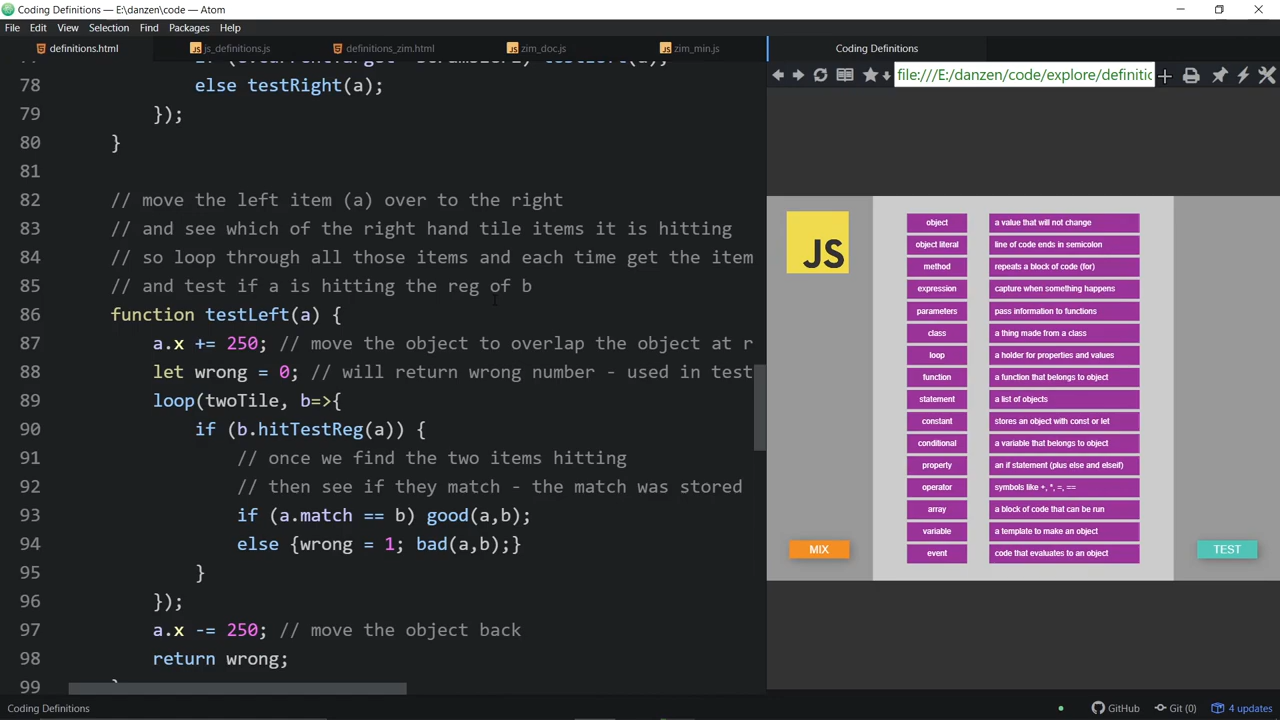 Coding Definitions — E:\danzen\code — Atom
File Edit View Selection Find Packages Help
definitions.html js_definitions.js definitions_zim.html zim_doc.js zim_min.js
Coding Definitions
file:///E:/danzen/code/explore/definitic
78 else testRight(a);
79 });
80 }
81
82 // move the left item (a) over to the right
83 // and see which of the right hand tile items it is hitting
84 // so loop through all those items and each time get the item
85 // and test if a is hitting the reg of b
86 function testLeft(a) {
87 a.x += 250; // move the object to overlap the object at r
88 let wrong = 0; // will return wrong number - used in test
89 loop(twoTile, b=>{
90 if (b.hitTestReg(a)) {
91 // once we find the two items hitting
92 // then see if they match - the match was stored
93 if (a.match == b) good(a,b);
94 else {wrong = 1; bad(a,b);}
95 }
96 });
97 a.x -= 250; // move the object back
98 return wrong;
99
JS
object a value that will not change
object literal line of code ends in semicolon
method repeats a block of code (for)
expression capture when something happens
parameters pass information to functions
class a thing made from a class
loop a holder for properties and values
function a function that belongs to object
statement a list of objects
constant stores an object with const or let
conditional a variable that belongs to object
property an if statement (plus else and elseif)
operator symbols like +, *, =, ==
array a block of code that can be run
variable a template to make an object
event code that evaluates to an object
MIX
TEST
Coding Definitions
GitHub Git (0) 4 updates